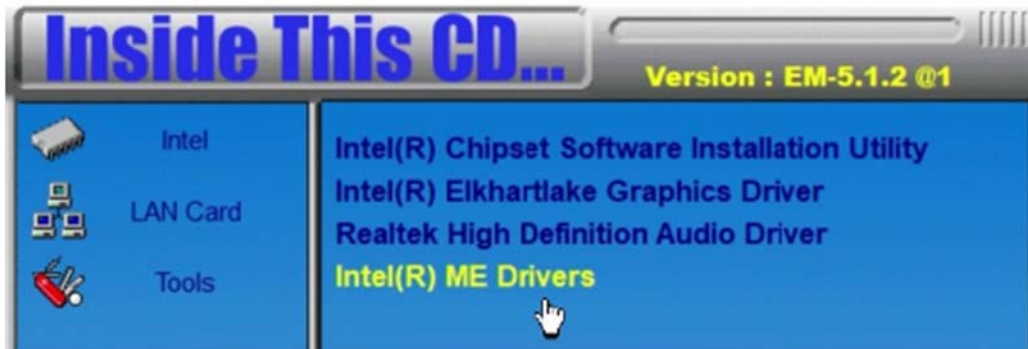 Inside This CD...
Version : EM-5.1.2 @1
Intel
LAN Card
Tools
Intel(R) Chipset Software Installation Utility
Intel(R) Elkhartlake Graphics Driver
Realtek High Definition Audio Driver
Intel(R) ME Drivers